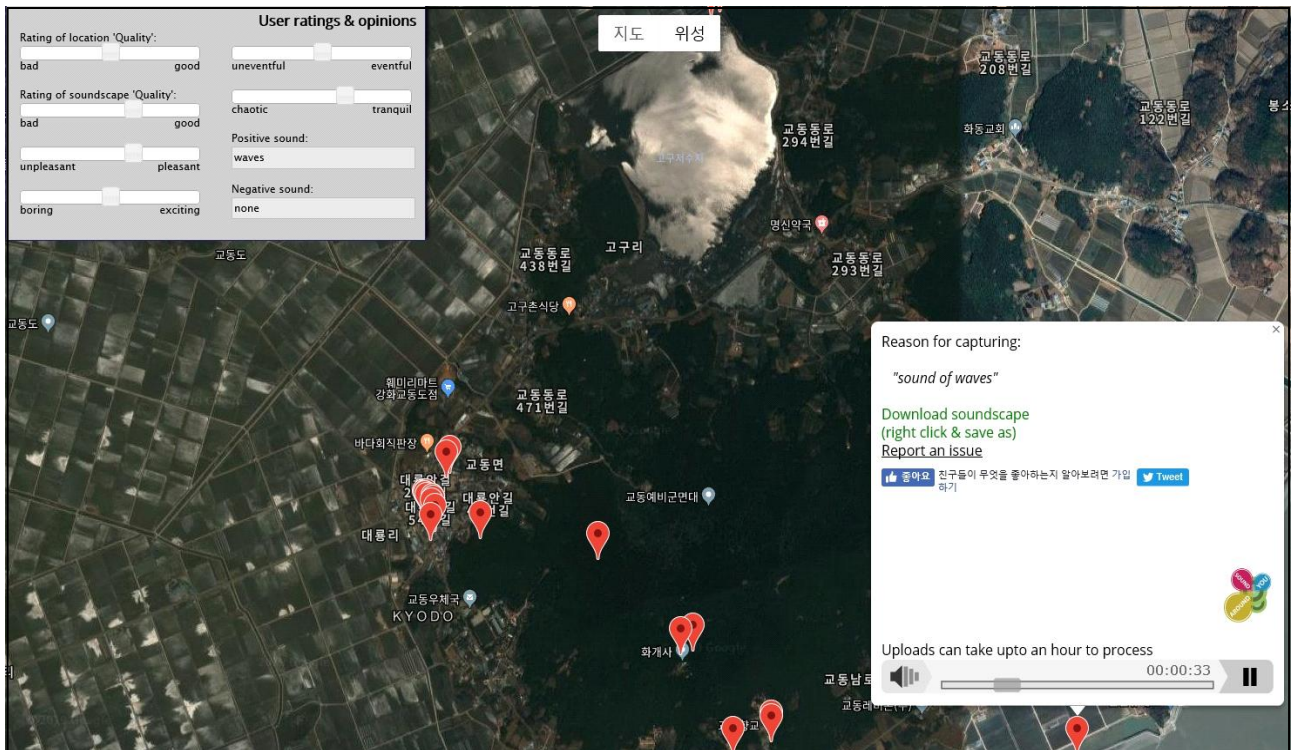 User ratings & opinions
Rating of location 'Quality':
bad good
Rating of soundscape 'Quality':
bad good
unpleasant pleasant
boring exciting
uneventful eventful
chaotic tranquil
Positive sound:
waves
Negative sound:
none
지도 위성
교동동로
208번길
교동동로
122번길
화동교회
교동동로
294번길
고구저수지
명신약국
고구리
교동동로
438번길
교동동로
293번길
교동도
고구촌식당
교동도
훼미리마트
강화교동도점
교동동로
471번길
바다회직판장
교동면
대룡안길
대룡리
교동예비군면대
교동우체국
KYODO
화개사
교동남로
Reason for capturing:
"sound of waves"
Download soundscape
(right click & save as)
Report an issue
좋아요 친구들이 무엇을 좋아하는지 알아보려면 가입
하기 Tweet
SOUND
AROUND
YOU
Uploads can take upto an hour to process
00:00:33